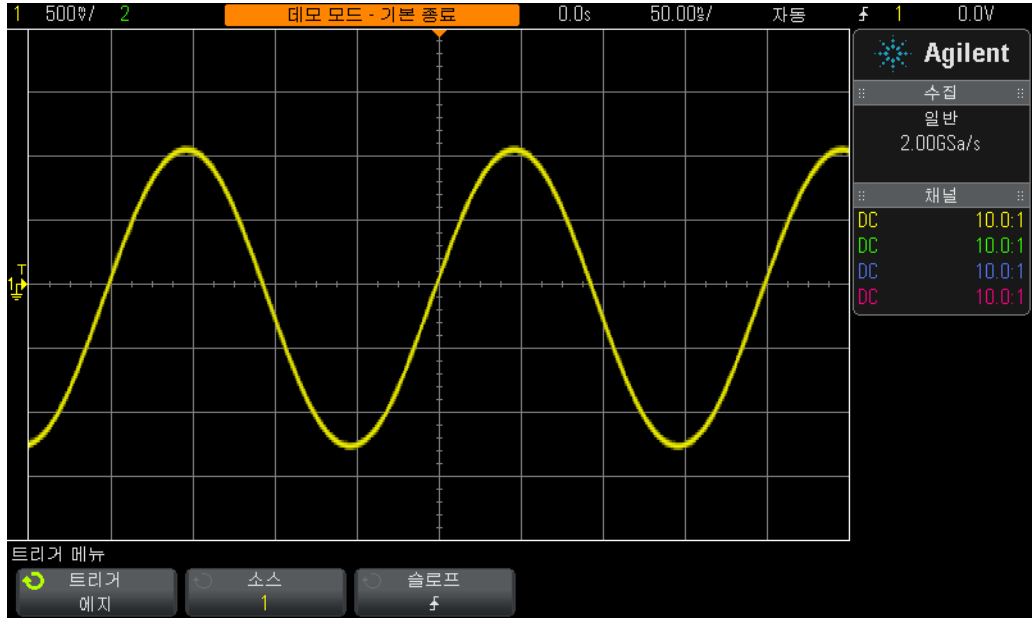 1 500mV/ 2 데모 모드 - 기본 종료 0.0s 50.00ns/ 자동 1 0.0V
Agilent
수집
일반
2.00GSa/s
채널
DC 10.0:1
DC 10.0:1
DC 10.0:1
DC 10.0:1
T
1
트리거 메뉴
트리거 소스 슬로프
에지 1